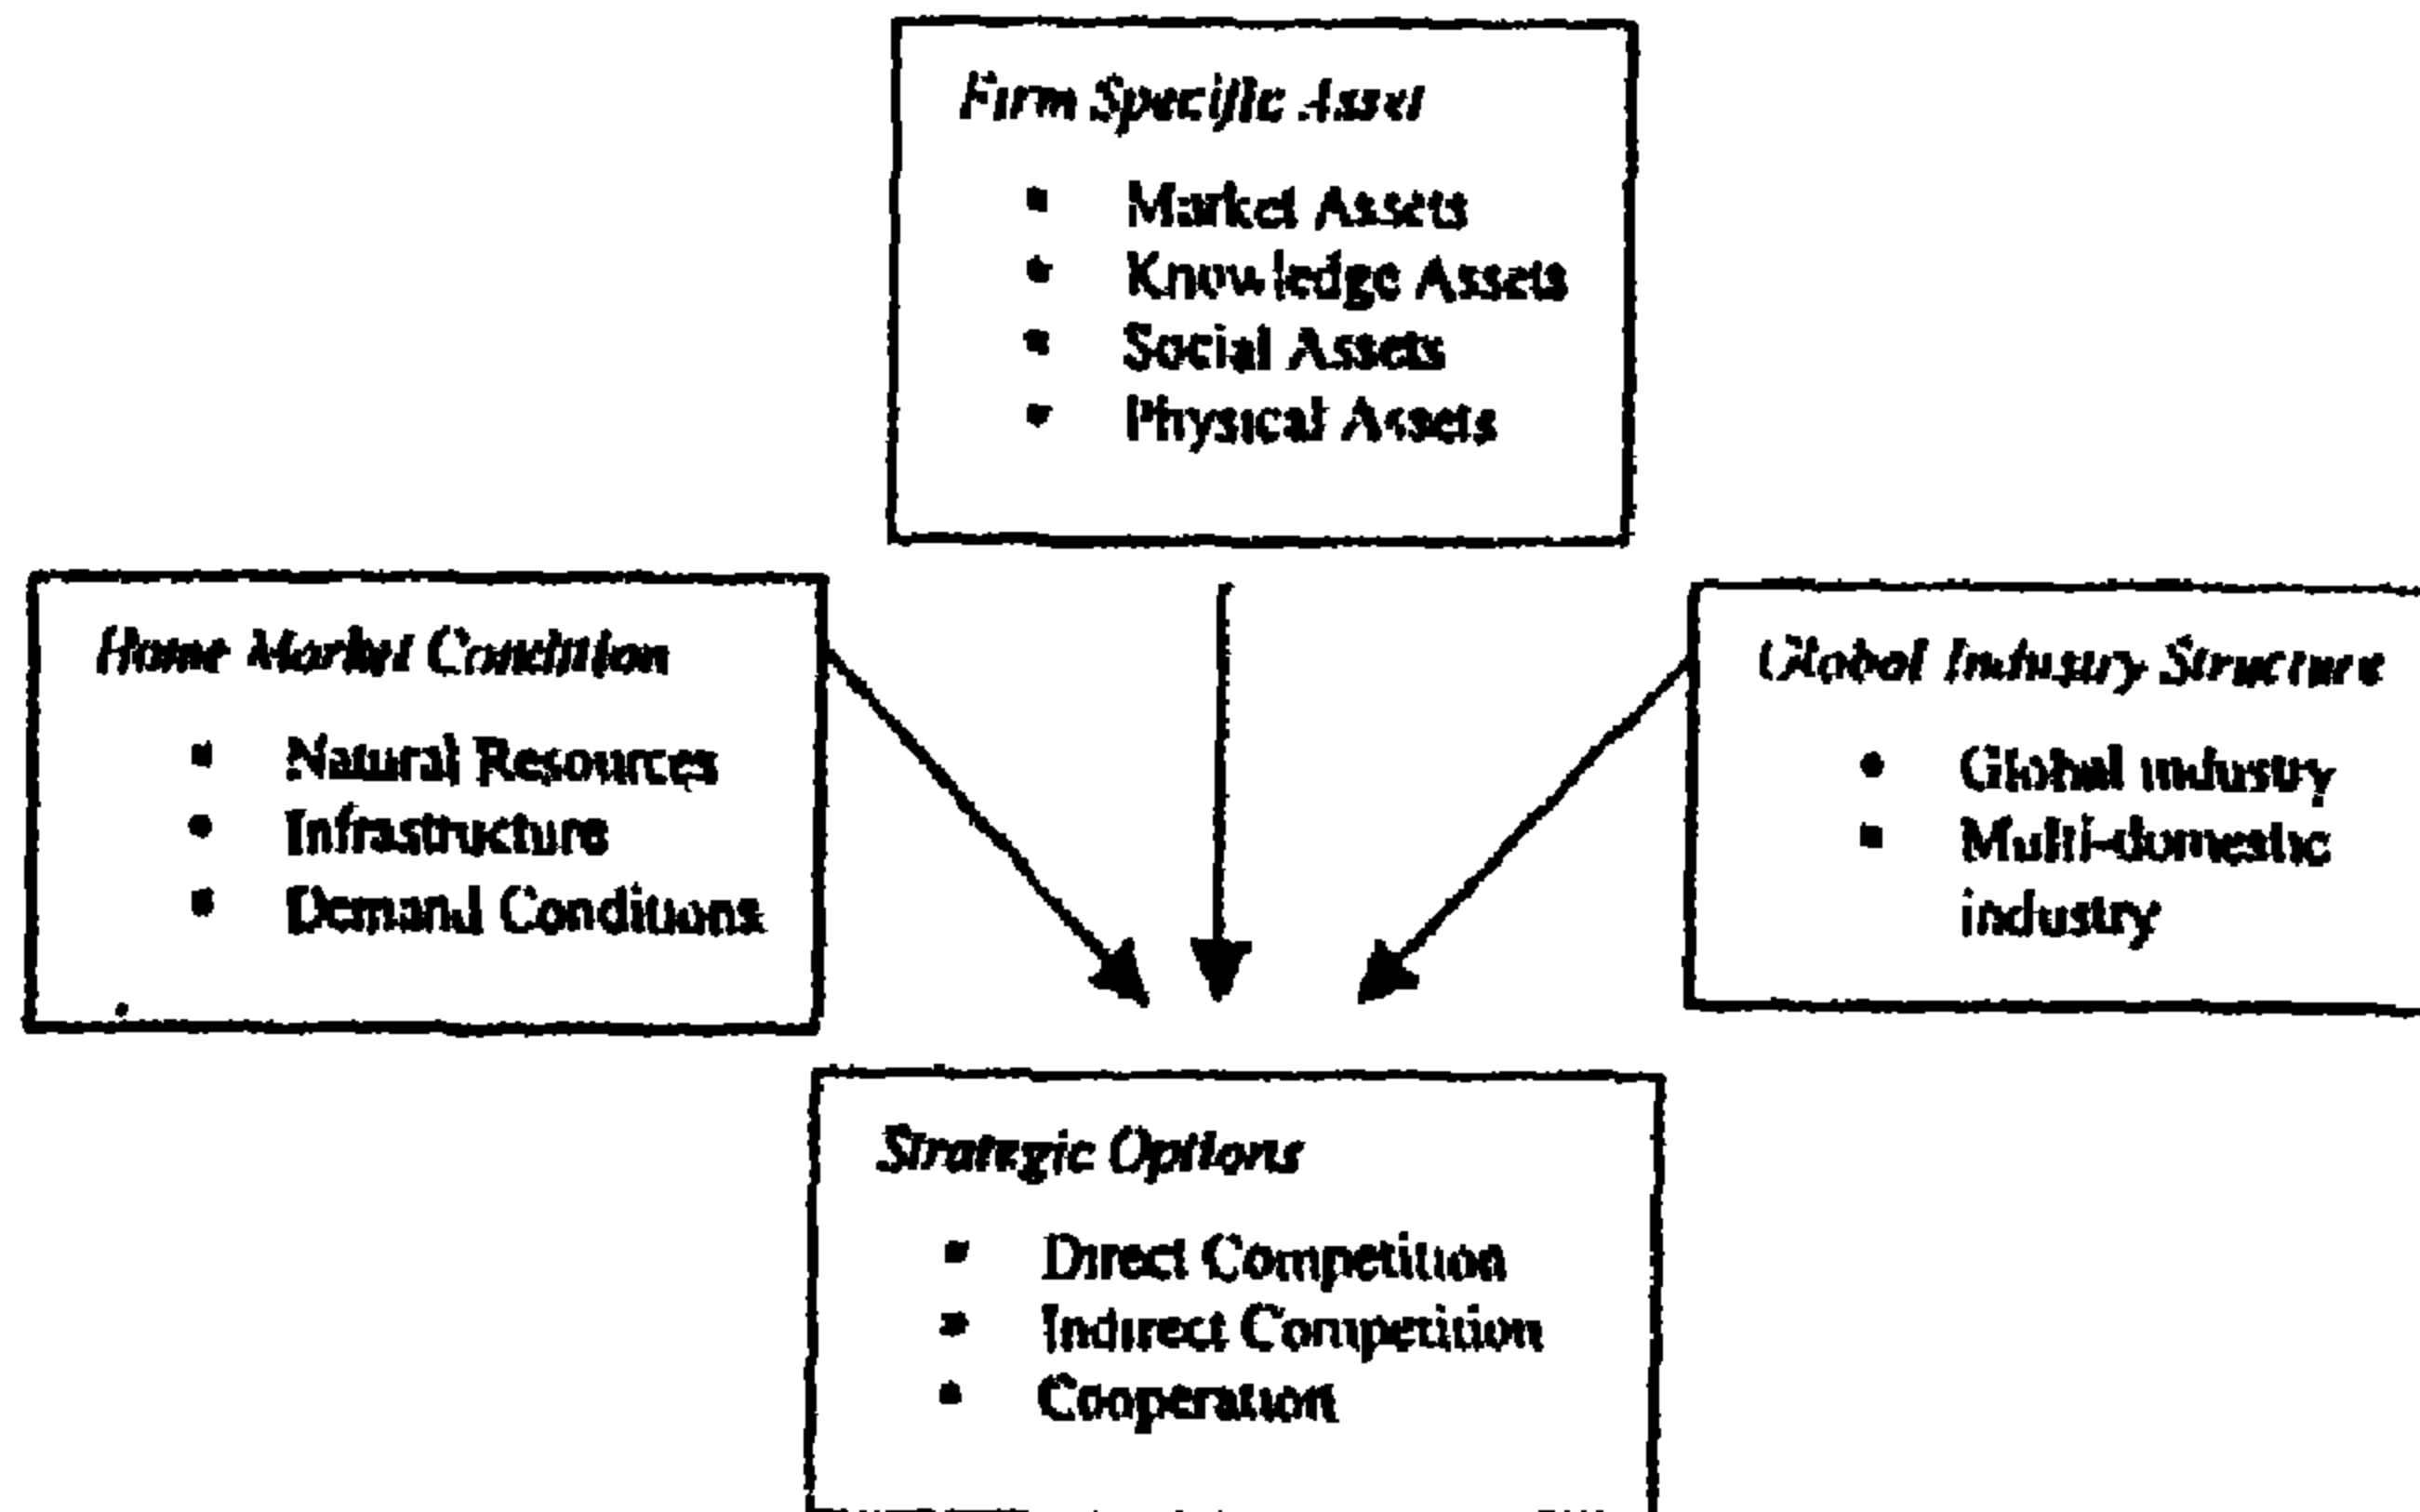 Firm Specific Asset
Market Assets
Knowledge Assets
Social Assets
Physical Assets
Home Market Condition
Natural Resources
Infrastructure
Demand Conditions
Global Industry Structure
Global industry
Multi-domestic
industry
Strategic Options
Direct Competition
Indirect Competition
Cooperation